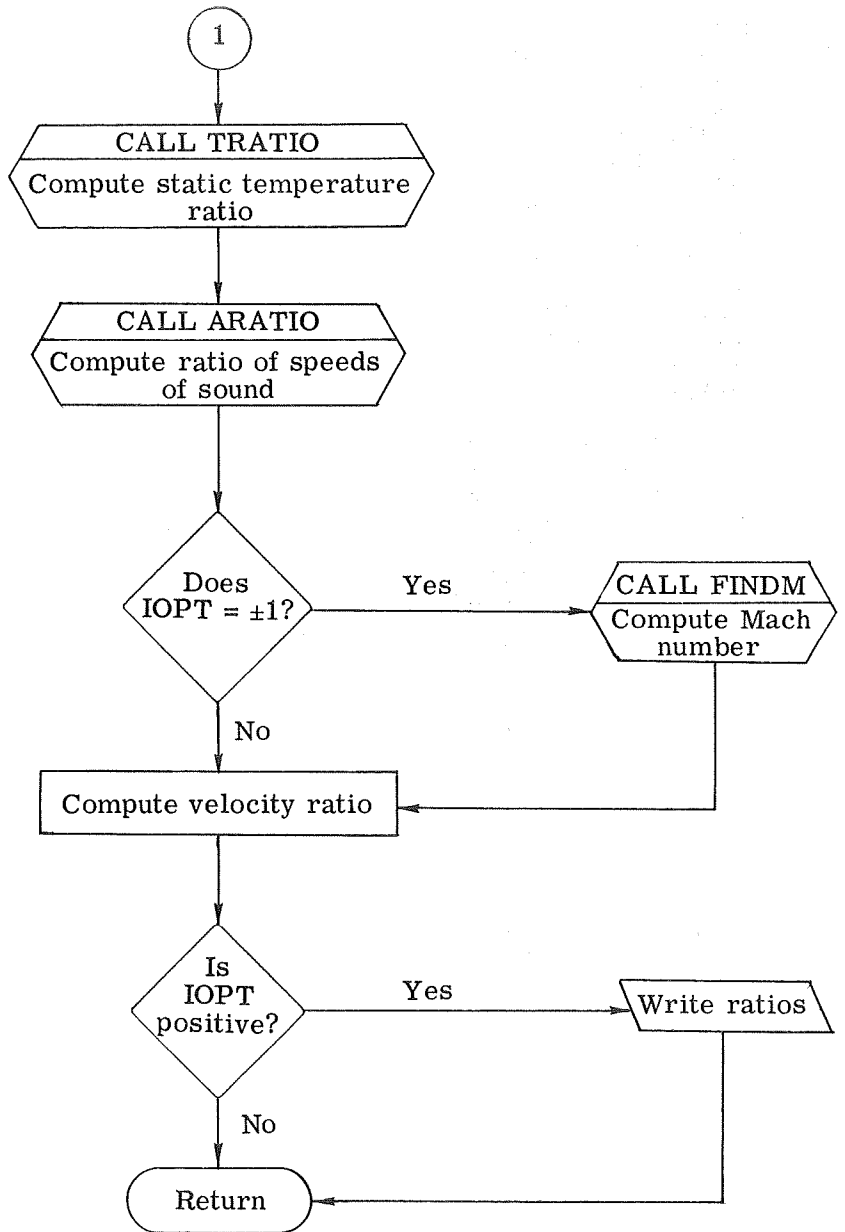 1
CALL TRATIO
Compute static temperature
ratio
CALL ARATIO
Compute ratio of speeds
of sound
Does
IOPT = ±1?
Yes
CALL FINDM
Compute Mach
number
No
Compute velocity ratio
Is
IOPT
positive?
Yes
Write ratios
No
Return